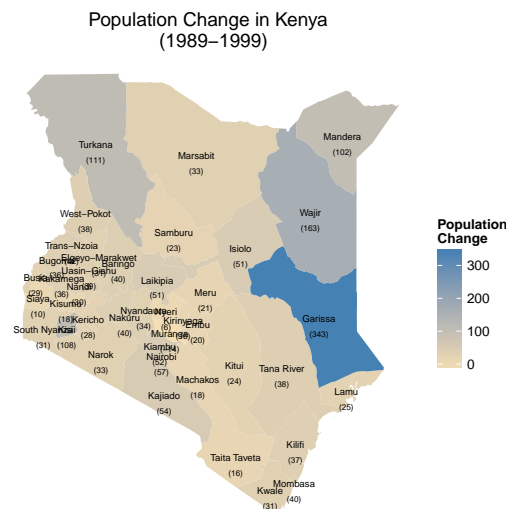 Population Change in Kenya
(1989–1999)
Mandera
(102)
Turkana
(111)
Marsabit
(33)
Wajir
(163)
West−Pokot
(38)
Samburu
(23)
Trans−Nzoia
Isiolo
(51)
Elgeyo−Marakwet
Bugoma
Baringo
(40)
Uasin−Gishu
Busia
(29)
Kakamega
(36)
Laikipia
(51)
Nandi
(30)
Meru
(21)
Siaya
(10)
Kisumu
(18)
Nyandarua
(34)
Nyeri
(6)
Garissa
(343)
Nakuru
(40)
Kirinyaga
Embu
(20)
Kericho
(28)
South Nyanza
(31)
Kisii
(108)
Muranga
Kiambu
(52)
Nairobi
(57)
Narok
(33)
Kitui
(24)
Tana River
(38)
Machakos
(18)
Kajiado
(54)
Lamu
(25)
Kilifi
(37)
Taita Taveta
(16)
Mombasa
(40)
Kwale
(31)
Population
Change
300
200
100
0